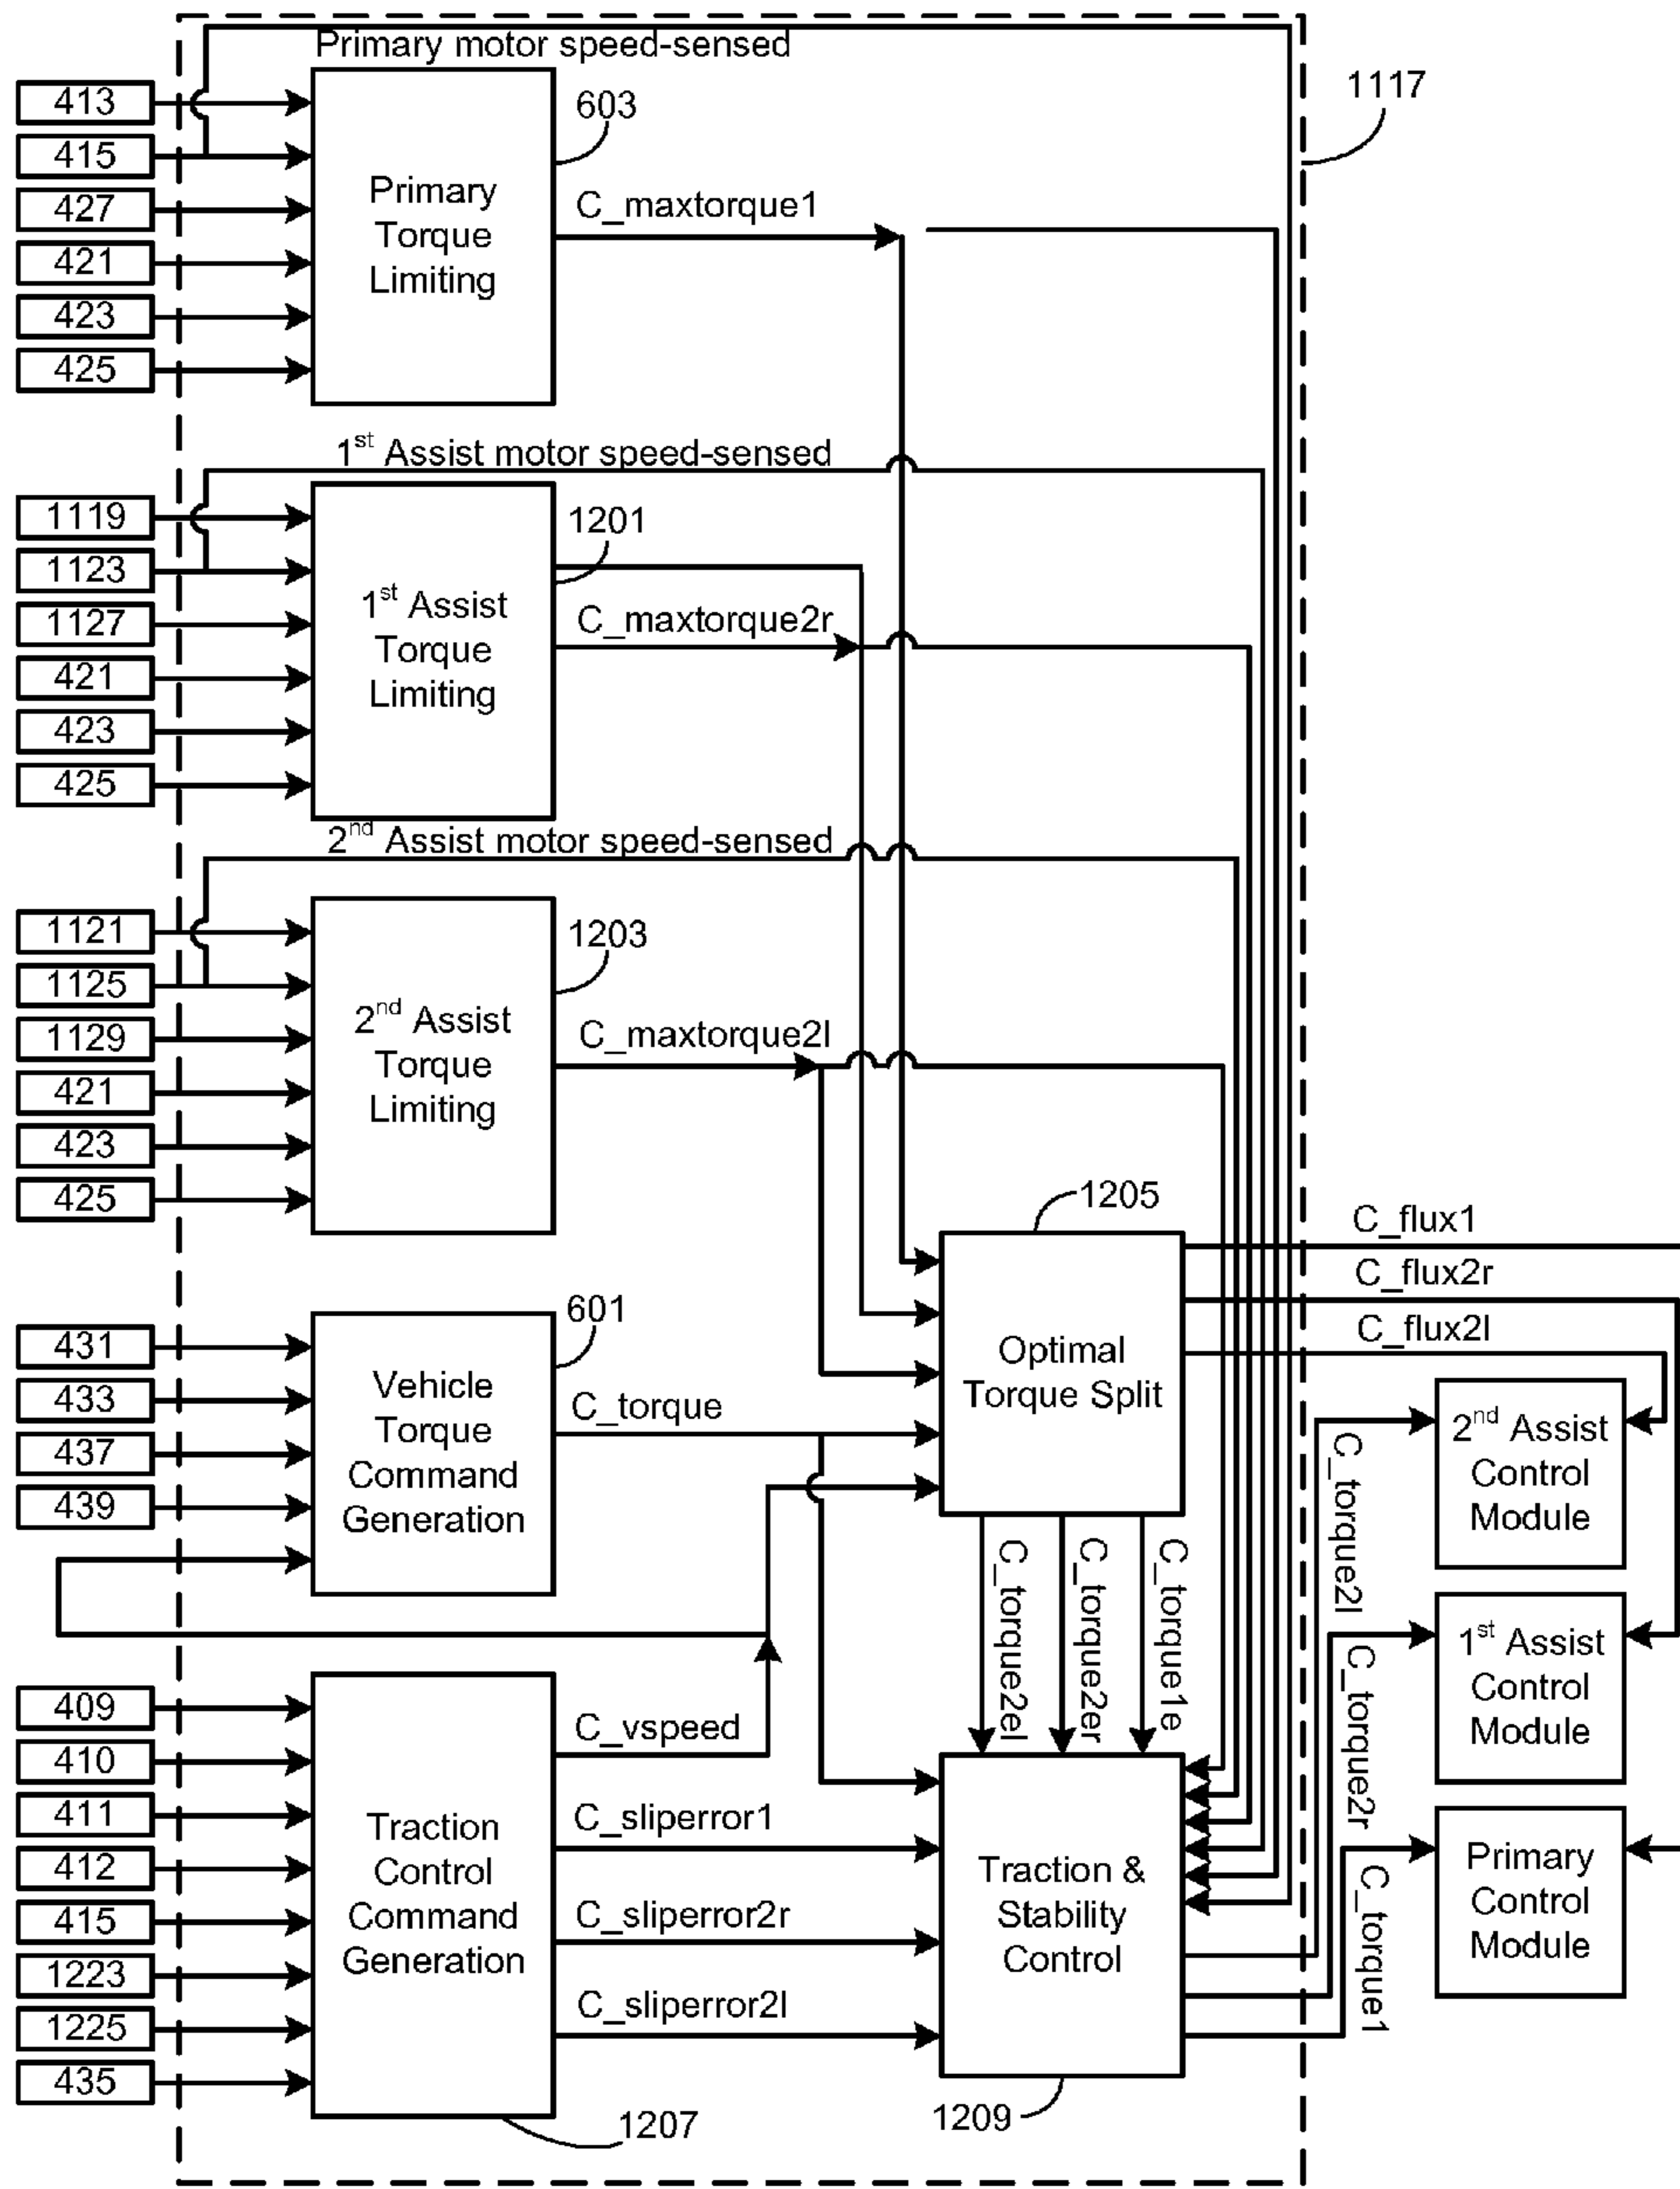 Primary motor speed-sensed
1117
413
415
427
421
423
425
603
Primary
Torque
Limiting
C_maxtorque1
1st Assist motor speed-sensed
1119
1123
1127
421
423
425
1201
1st Assist
Torque
Limiting
C_maxtorque2r
2nd Assist motor speed-sensed
1121
1125
1129
421
423
425
1203
2nd Assist
Torque
Limiting
C_maxtorque2l
1205
Optimal
Torque Split
C_flux1
C_flux2r
C_flux2l
431
433
437
439
601
Vehicle
Torque
Command
Generation
C_torque
C_torque2el
C_torque2er
C_torque1e
C_torque2l
2nd Assist
Control
Module
C_torque2r
1st Assist
Control
Module
C_torque1
Primary
Control
Module
409
410
411
412
415
1223
1225
435
Traction
Control
Command
Generation
1207
C_vspeed
C_sliperror1
C_sliperror2r
C_sliperror2l
Traction &
Stability
Control
1209